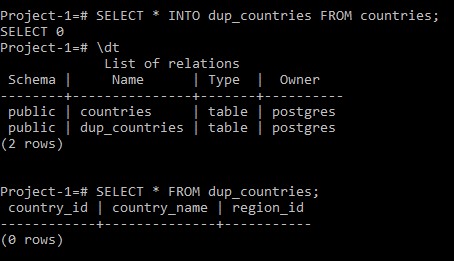 Project-1=# SELECT * INTO dup_countries FROM countries;
SELECT 0
Project-1=# \dt
             List of relations
 Schema |     Name      | Type  |  Owner
--------+---------------+-------+----------
 public | countries     | table | postgres
 public | dup_countries | table | postgres
(2 rows)
Project-1=# SELECT * FROM dup_countries;
 country_id | country_name | region_id
------------+--------------+-----------
(0 rows)